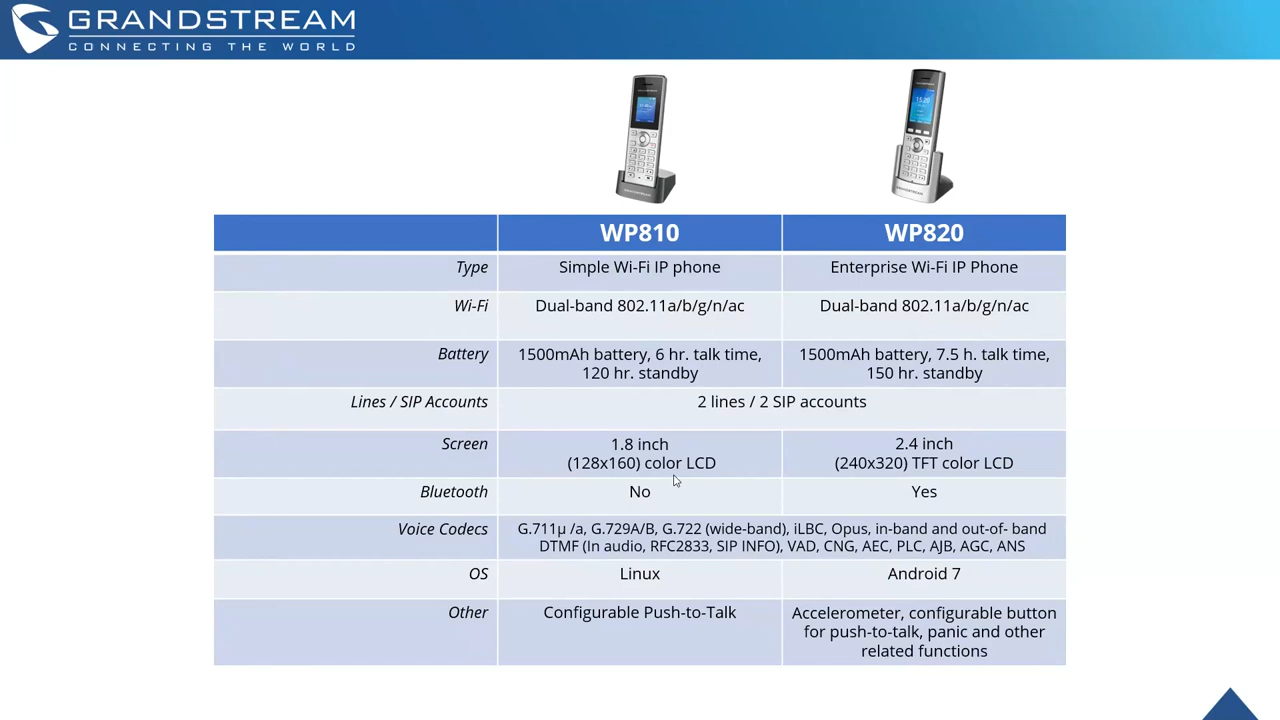 GRANDSTREAM
CONNECTING THE WORLD
WP810 WP820
Type Simple Wi-Fi IP phone Enterprise Wi-Fi IP Phone
Wi-Fi Dual-band 802.11a/b/g/n/ac Dual-band 802.11a/b/g/n/ac
Battery 1500mAh battery, 6 hr. talk time, 1500mAh battery, 7.5 h. talk time,
120 hr. standby 150 hr. standby
Lines / SIP Accounts 2 lines / 2 SIP accounts
Screen 1.8 inch 2.4 inch
(128x160) color LCD (240x320) TFT color LCD
Bluetooth No Yes
Voice Codecs G.711µ /a, G.729A/B, G.722 (wide-band), iLBC, Opus, in-band and out-of- band
DTMF (In audio, RFC2833, SIP INFO), VAD, CNG, AEC, PLC, AJB, AGC, ANS
OS Linux Android 7
Other Configurable Push-to-Talk Accelerometer, configurable button
for push-to-talk, panic and other
related functions